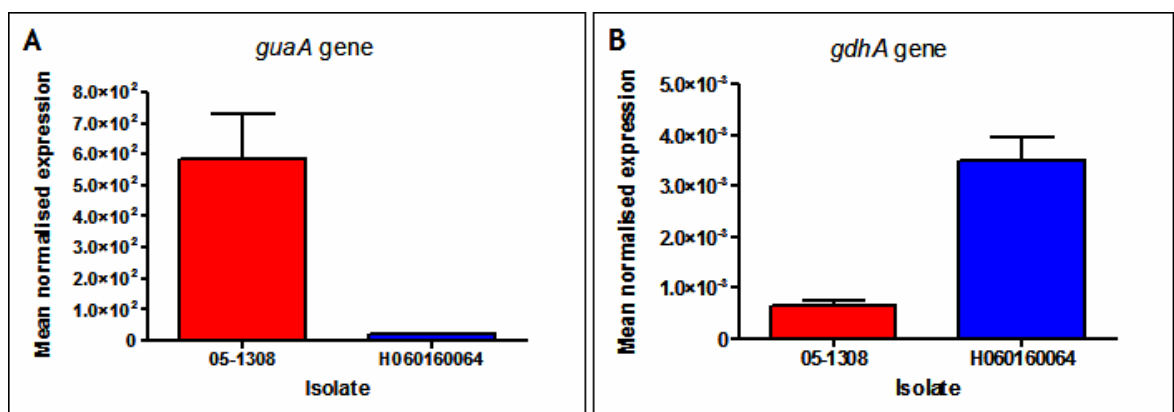 A
guaA gene
Mean normalised expression
8.0×10²
7.0×10²
6.0×10²
5.0×10²
4.0×10²
3.0×10²
2.0×10²
1.0×10²
0
05-1308
H060160064
Isolate
B
gdhA gene
Mean normalised expression
5.0×10⁻³
4.0×10⁻³
3.0×10⁻³
2.0×10⁻³
1.0×10⁻³
0
05-1308
H060160064
Isolate